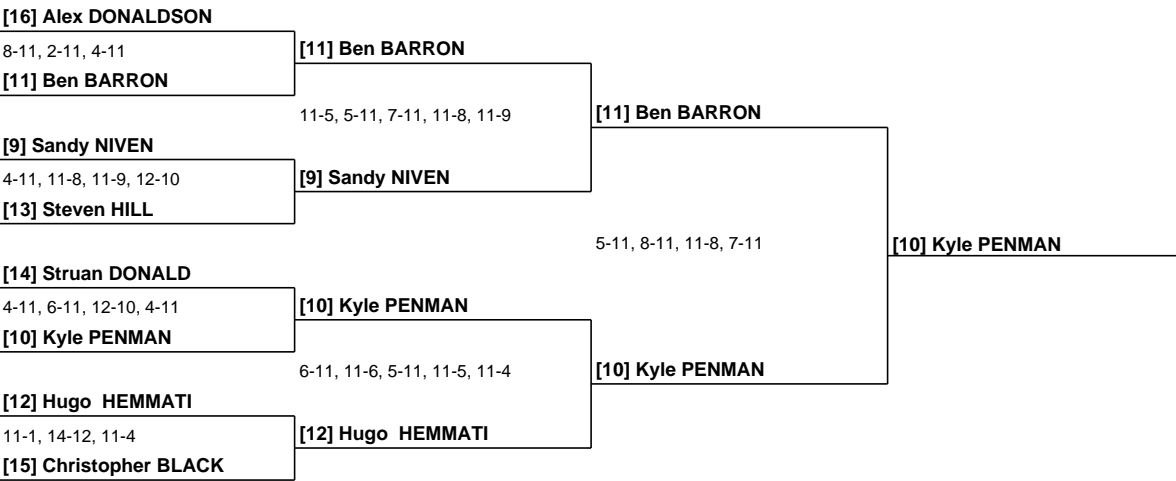 [16] Alex DONALDSON
8-11, 2-11, 4-11
[11] Ben BARRON
[11] Ben BARRON
11-5, 5-11, 7-11, 11-8, 11-9
[11] Ben BARRON
[9] Sandy NIVEN
4-11, 11-8, 11-9, 12-10
[9] Sandy NIVEN
[13] Steven HILL
5-11, 8-11, 11-8, 7-11
[10] Kyle PENMAN
[14] Struan DONALD
4-11, 6-11, 12-10, 4-11
[10] Kyle PENMAN
[10] Kyle PENMAN
6-11, 11-6, 5-11, 11-5, 11-4
[10] Kyle PENMAN
[12] Hugo  HEMMATI
11-1, 14-12, 11-4
[12] Hugo  HEMMATI
[15] Christopher BLACK